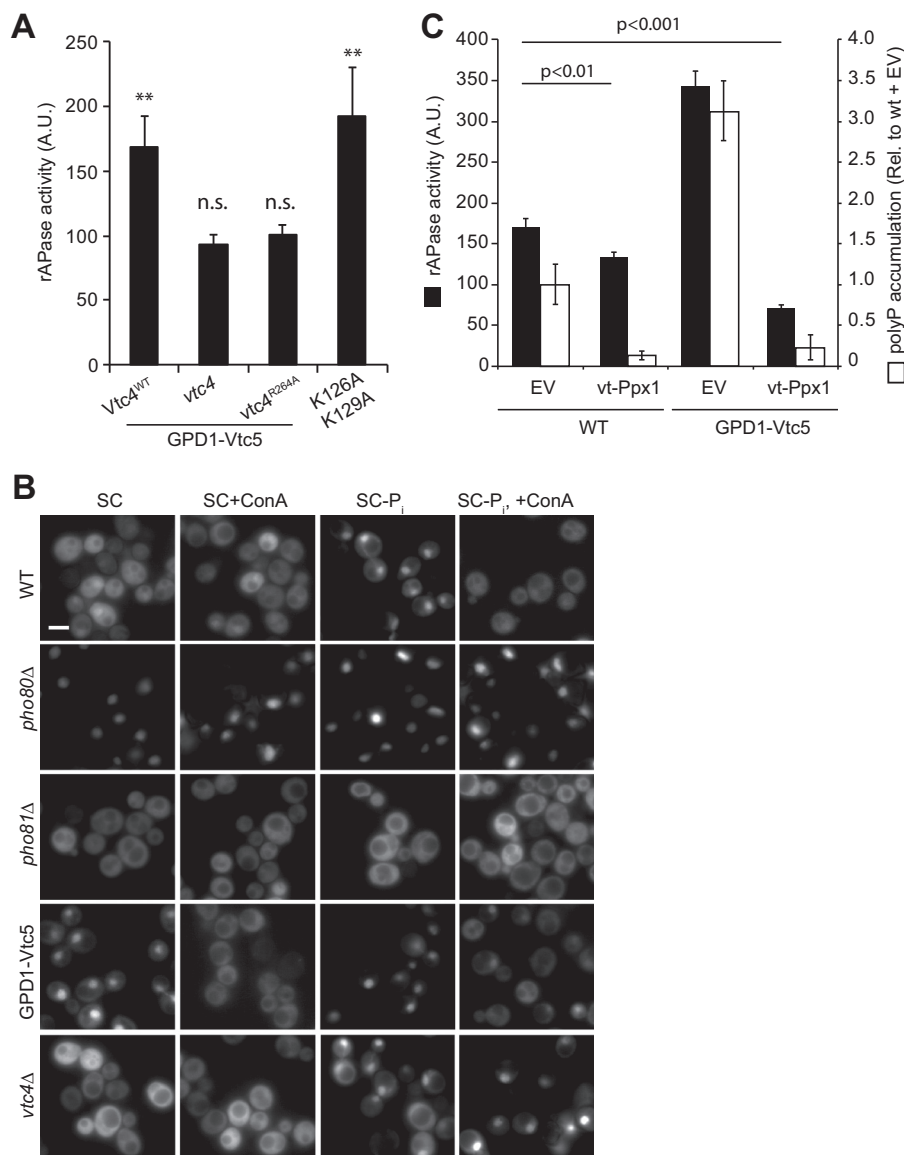 A
rAPase activity (A.U.)
250
200
150
100
50
0
**
n.s.
n.s.
**
Vtc4WT
vtc4
vtc4R264A
K126A
K129A
GPD1-Vtc5
C
rAPase activity (A.U.)
400
350
300
250
200
150
100
50
0
p<0.001
p<0.01
4.0
3.5
3.0
2.5
2.0
1.5
1.0
0.5
0
polyP accumulation (Rel. to wt + EV)
EV
vt-Ppx1
EV
vt-Ppx1
WT
GPD1-Vtc5
B
SC
SC+ConA
SC-Pi
SC-Pi, +ConA
WT
pho80Δ
pho81Δ
GPD1-Vtc5
vtc4Δ